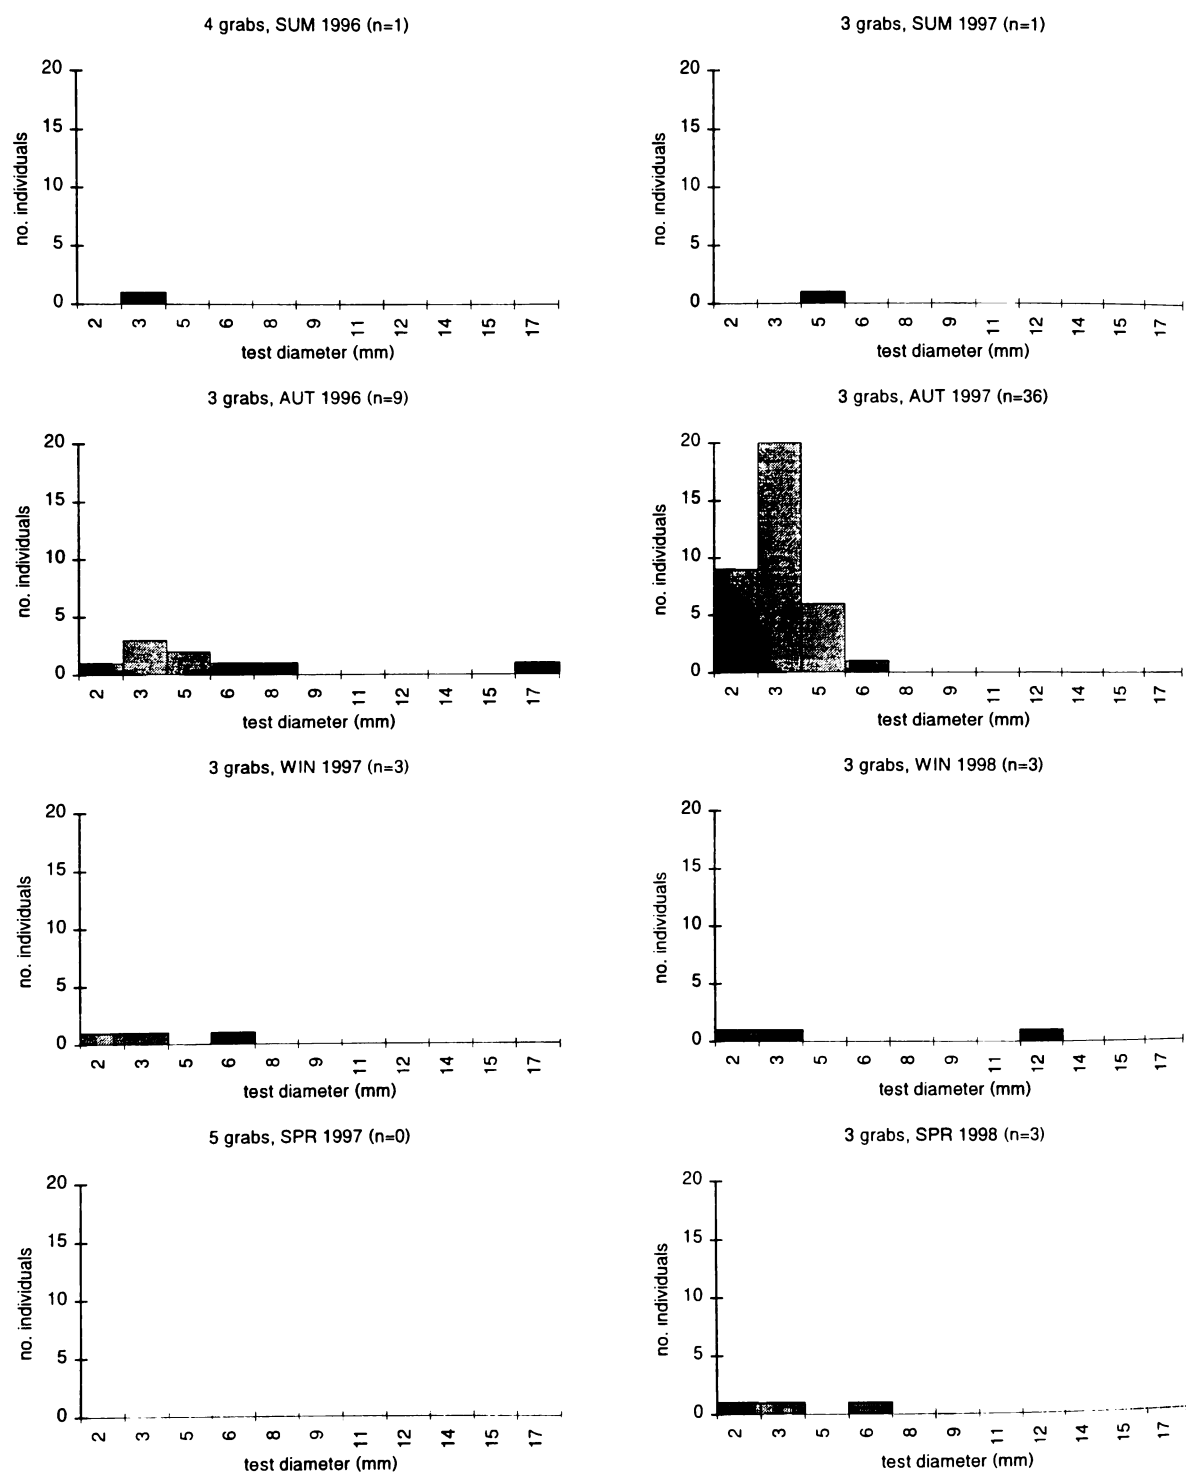 4 grabs, SUM 1996 (n=1)
20
15
10
5
0
no. individuals
2 3 5 6 8 9 11 12 14 15 17
test diameter (mm)
3 grabs, SUM 1997 (n=1)
20
15
10
5
0
no. individuals
2 3 5 6 8 9 11 12 14 15 17
test diameter (mm)
3 grabs, AUT 1996 (n=9)
20
15
10
5
0
no. individuals
2 3 5 6 8 9 11 12 14 15 17
test diameter (mm)
3 grabs, AUT 1997 (n=36)
20
15
10
5
0
no. individuals
2 3 5 6 8 9 11 12 14 15 17
test diameter (mm)
3 grabs, WIN 1997 (n=3)
20
15
10
5
0
no. individuals
2 3 5 6 8 9 11 12 14 15 17
test diameter (mm)
3 grabs, WIN 1998 (n=3)
20
15
10
5
0
no. individuals
2 3 5 6 8 9 11 12 14 15 17
test diameter (mm)
5 grabs, SPR 1997 (n=0)
20
15
10
5
0
no. individuals
2 3 5 6 8 9 11 12 14 15 17
test diameter (mm)
3 grabs, SPR 1998 (n=3)
20
15
10
5
0
no. individuals
2 3 5 6 8 9 11 12 14 15 17
test diameter (mm)